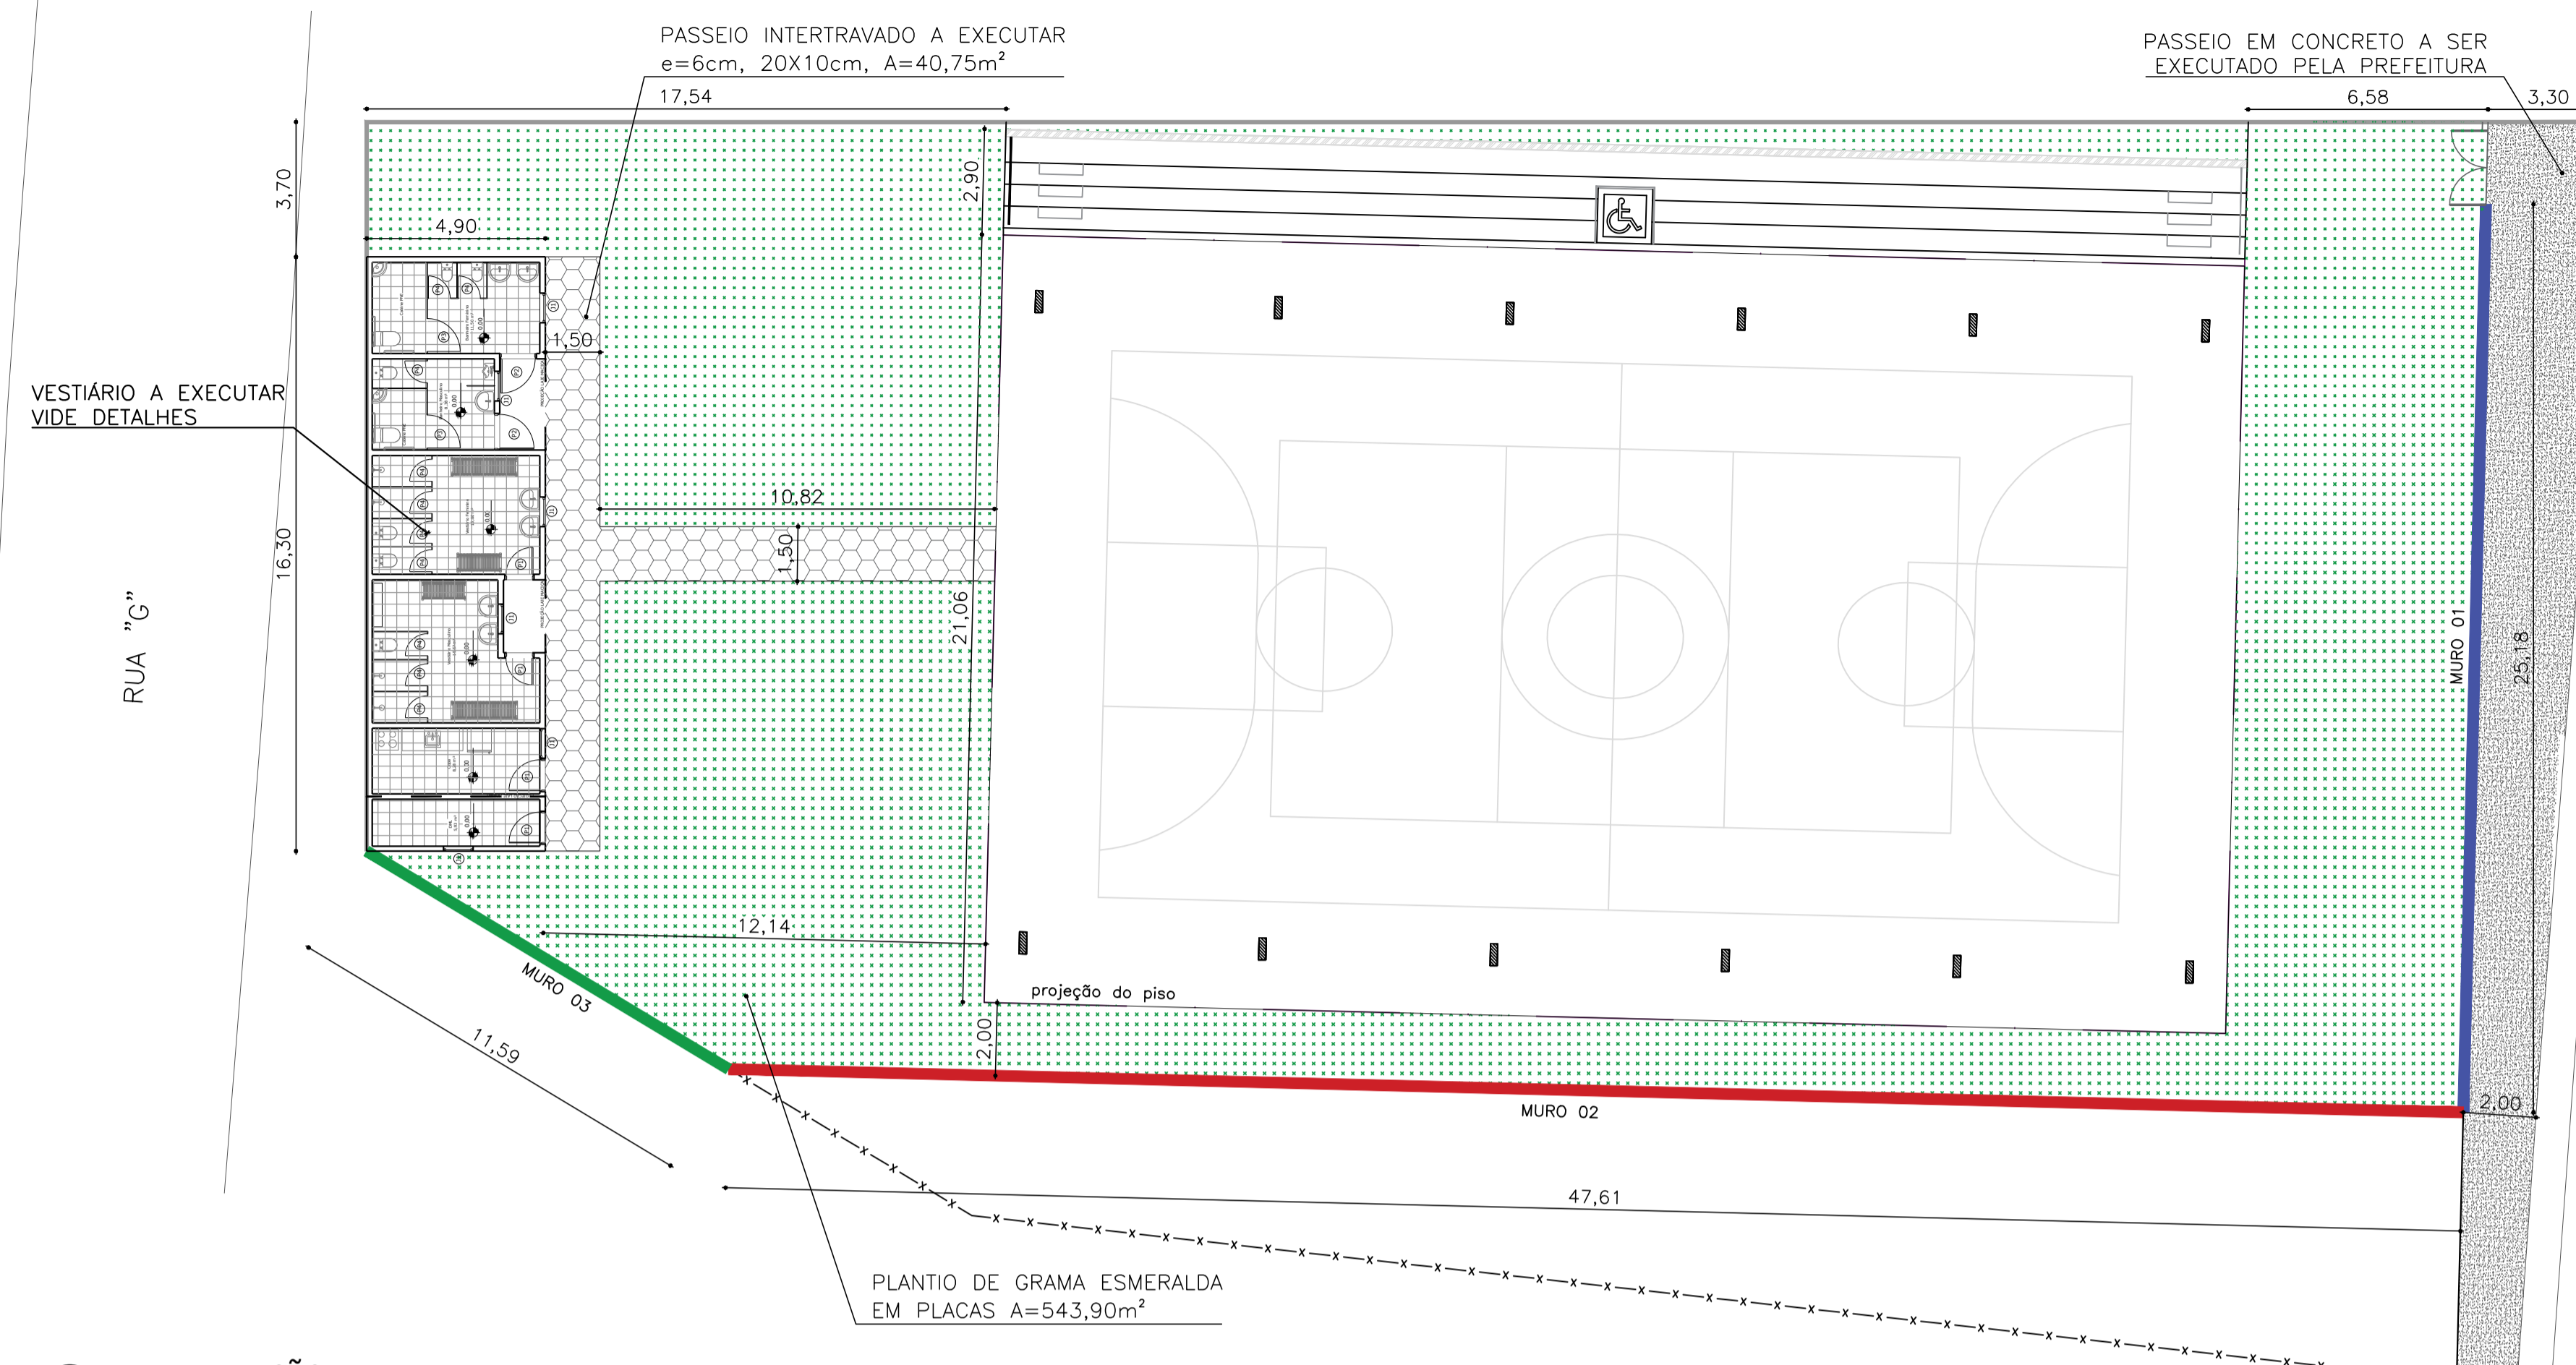 PASSEIO INTERTRAVADO A EXECUTAR
e=6cm, 20X10cm, A=40,75m²
PASSEIO EM CONCRETO A SER
EXECUTADO PELA PREFEITURA
17,54
6,58
3,30
3,70
2,90
4,90
1,50
VESTIÁRIO A EXECUTAR
VIDE DETALHES
10,82
1,50
16,30
21,06
RUA "G"
MURO 01
25,18
12,14
MURO 03
projeção do piso
11,59
2,00
MURO 02
2,00
47,61
PLANTIO DE GRAMA ESMERALDA
EM PLACAS A=543,90m²